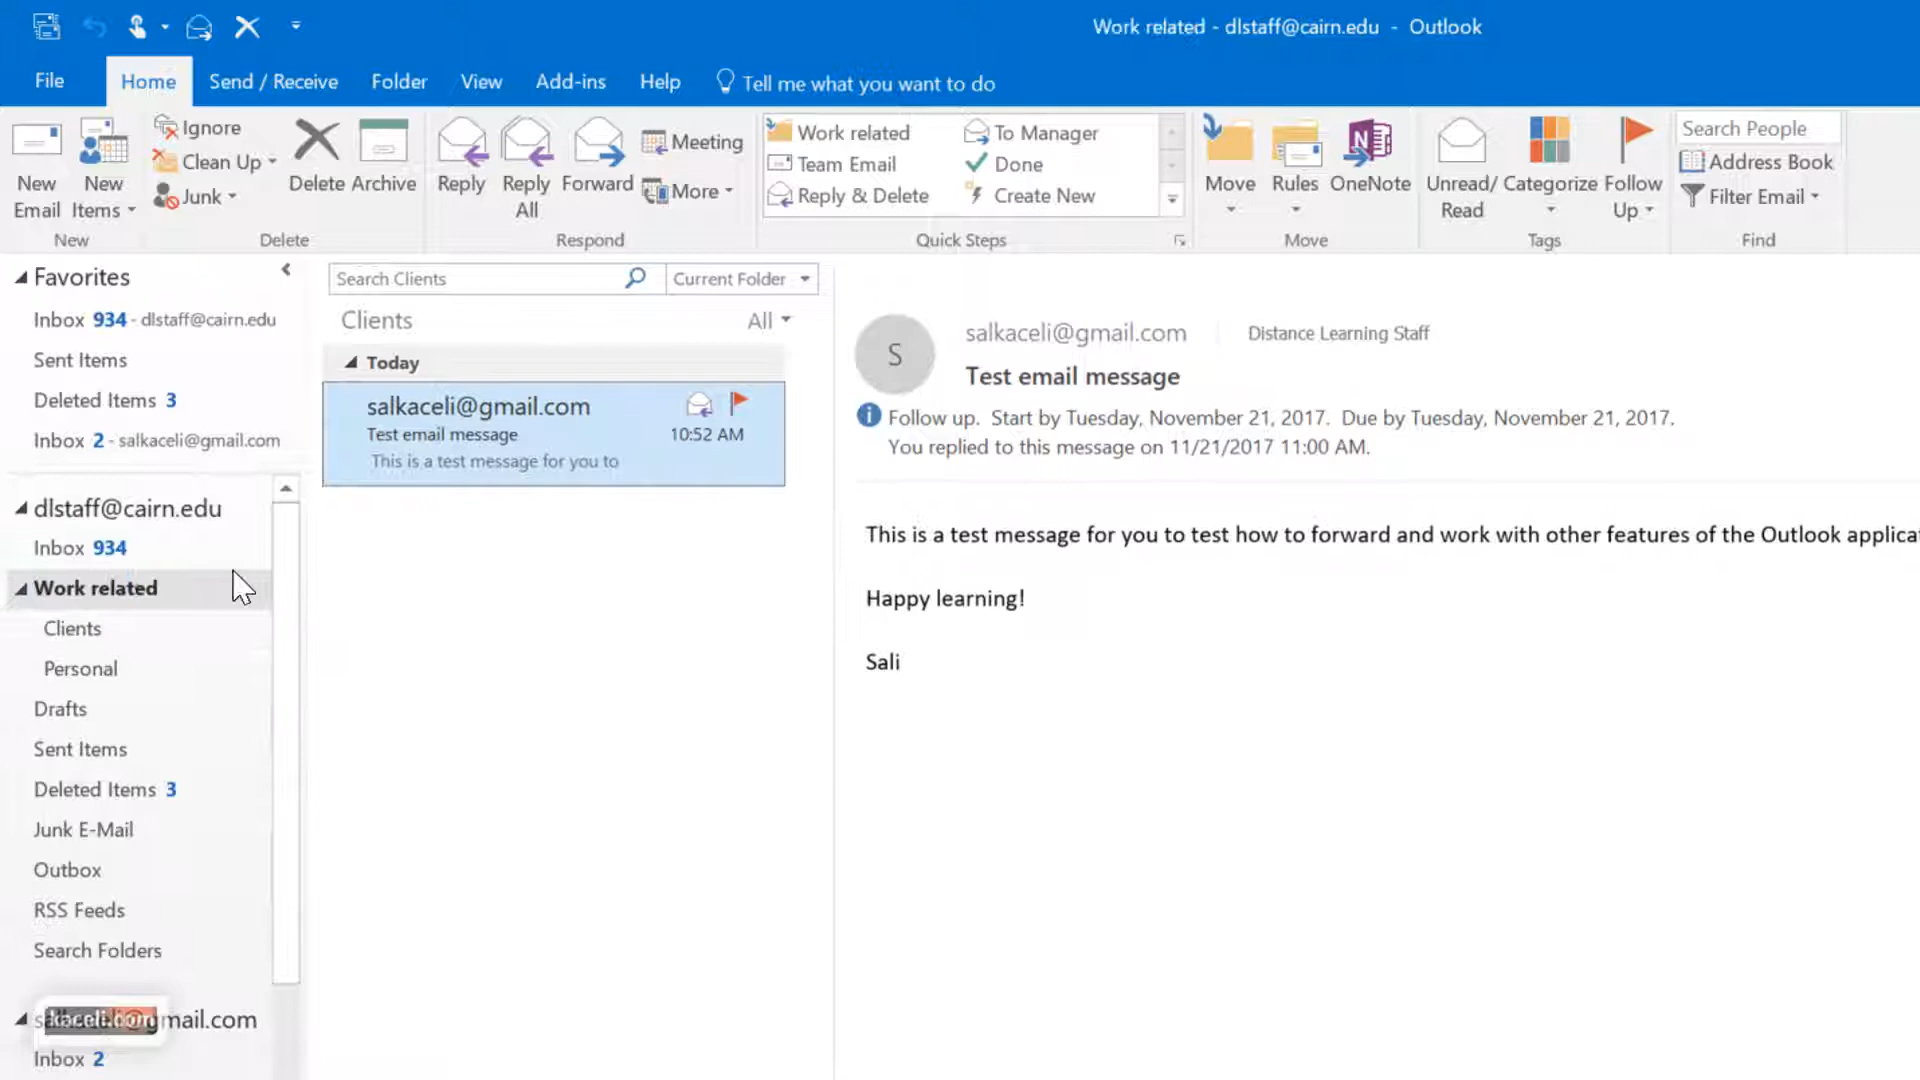 Work related - dlstaff@cairn.edu - Outlook
File Home Send / Receive Folder View Add-ins Help Tell me what you want to do
New Email
New Items
New
Ignore
Clean Up
Junk
Delete
Archive
Delete
Reply
Reply All
Forward
Meeting
More
Respond
Work related
Team Email
Reply & Delete
To Manager
Done
Create New
Quick Steps
Move
Rules
OneNote
Move
Unread/ Read
Categorize
Follow Up
Tags
Search People
Address Book
Filter Email
Find
Favorites
Inbox 934 - dlstaff@cairn.edu
Sent Items
Deleted Items 3
Inbox 2 - salkaceli@gmail.com
dlstaff@cairn.edu
Inbox 934
Work related
Clients
Personal
Drafts
Sent Items
Deleted Items 3
Junk E-Mail
Outbox
RSS Feeds
Search Folders
kaceli.com
salkaceli@gmail.com
Inbox 2
Search Clients
Current Folder
Clients
All
Today
salkaceli@gmail.com
Test email message 10:52 AM
This is a test message for you to
S
salkaceli@gmail.com Distance Learning Staff
Test email message
Follow up. Start by Tuesday, November 21, 2017. Due by Tuesday, November 21, 2017.
You replied to this message on 11/21/2017 11:00 AM.
This is a test message for you to test how to forward and work with other features of the Outlook applica
Happy learning!
Sali